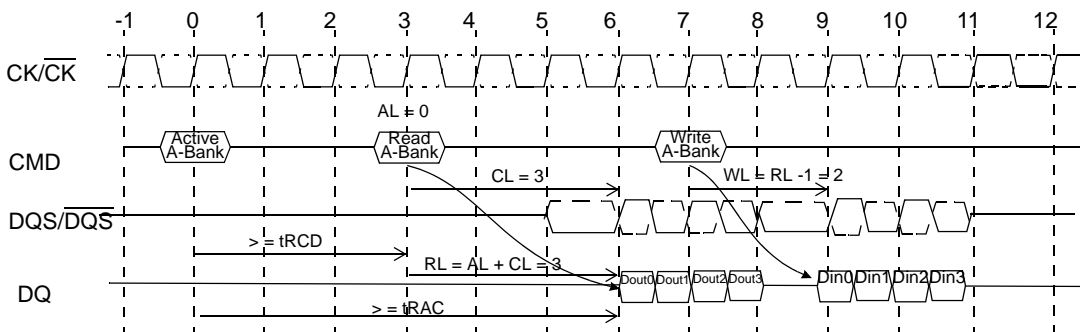 -1 0 1 2 3 4 5 6 7 8 9 10 11 12
CK/CK
AL = 0
Active
A-Bank
Read
A-Bank
Write
A-Bank
CMD
CL = 3
WL = RL -1 = 2
DQS/DQS
> = tRCD
RL = AL + CL = 3
DQ
Dout0 Dout1 Dout2 Dout3
Din0 Din1 Din2 Din3
> = tRAC